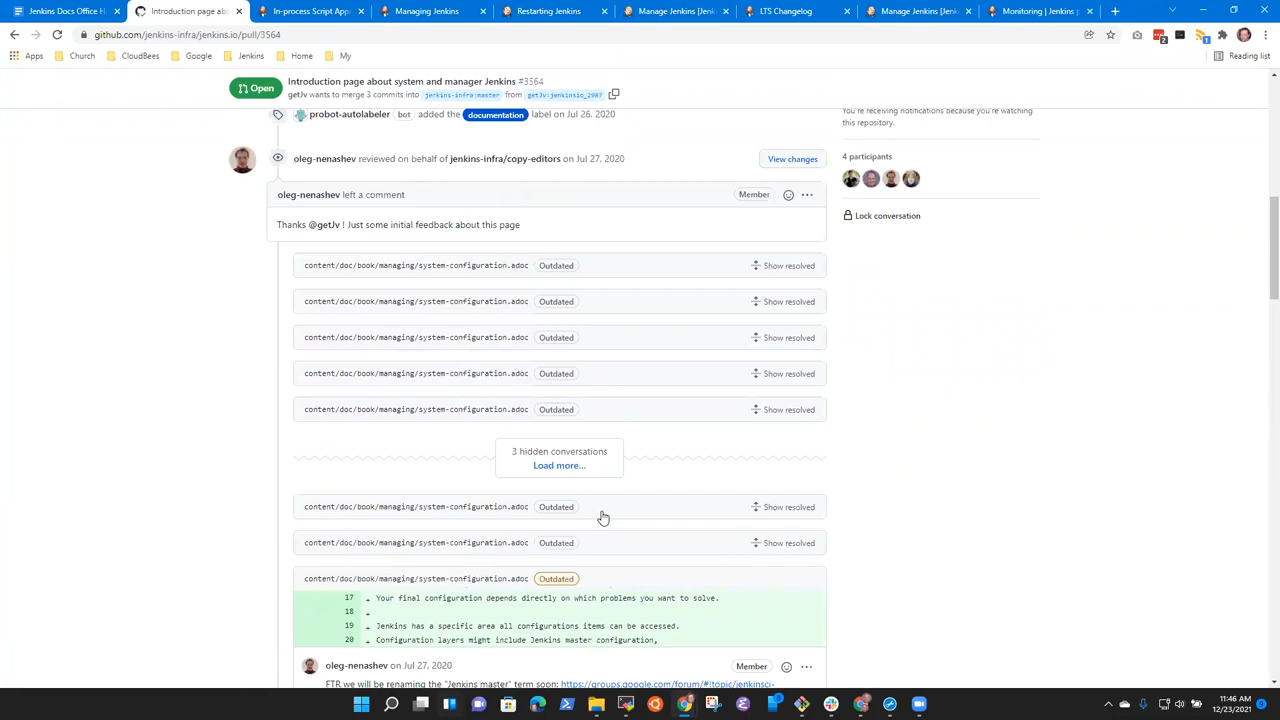 Jenkins Docs Office H
Introduction page abo
In-process Script Appr
Managing Jenkins
Restarting Jenkins
Manage Jenkins [Jenk
LTS Changelog
Manage Jenkins [Jenk
Monitoring | Jenkins p
github.com/jenkins-infra/jenkins.io/pull/3564
Apps
Church
CloudBees
Google
Jenkins
Home
My
Reading list
Open
Introduction page about system and manager Jenkins #3564
getJv wants to merge 3 commits into jenkins-infra:master from getJv:jenkinsio_2987
probot-autolabeler bot added the documentation label on Jul 26, 2020
You're receiving notifications because you're watching
this repository.
oleg-nenashev reviewed on behalf of jenkins-infra/copy-editors on Jul 27, 2020
View changes
4 participants
oleg-nenashev left a comment
Member
Thanks @getJv ! Just some initial feedback about this page
Lock conversation
content/doc/book/managing/system-configuration.adoc Outdated Show resolved
content/doc/book/managing/system-configuration.adoc Outdated Show resolved
content/doc/book/managing/system-configuration.adoc Outdated Show resolved
content/doc/book/managing/system-configuration.adoc Outdated Show resolved
content/doc/book/managing/system-configuration.adoc Outdated Show resolved
3 hidden conversations
Load more...
content/doc/book/managing/system-configuration.adoc Outdated Show resolved
content/doc/book/managing/system-configuration.adoc Outdated Show resolved
content/doc/book/managing/system-configuration.adoc Outdated
17 + Your final configuration depends directly on which problems you want to solve.
18 +
19 + Jenkins has a specific area all configurations items can be accessed.
20 + Configuration layers might include Jenkins master configuration,
oleg-nenashev on Jul 27, 2020
Member
FTR we will be renaming the "Jenkins master" term soon: https://groups.google.com/forum/#!topic/jenkinsci-
11:46 AM
12/23/2021